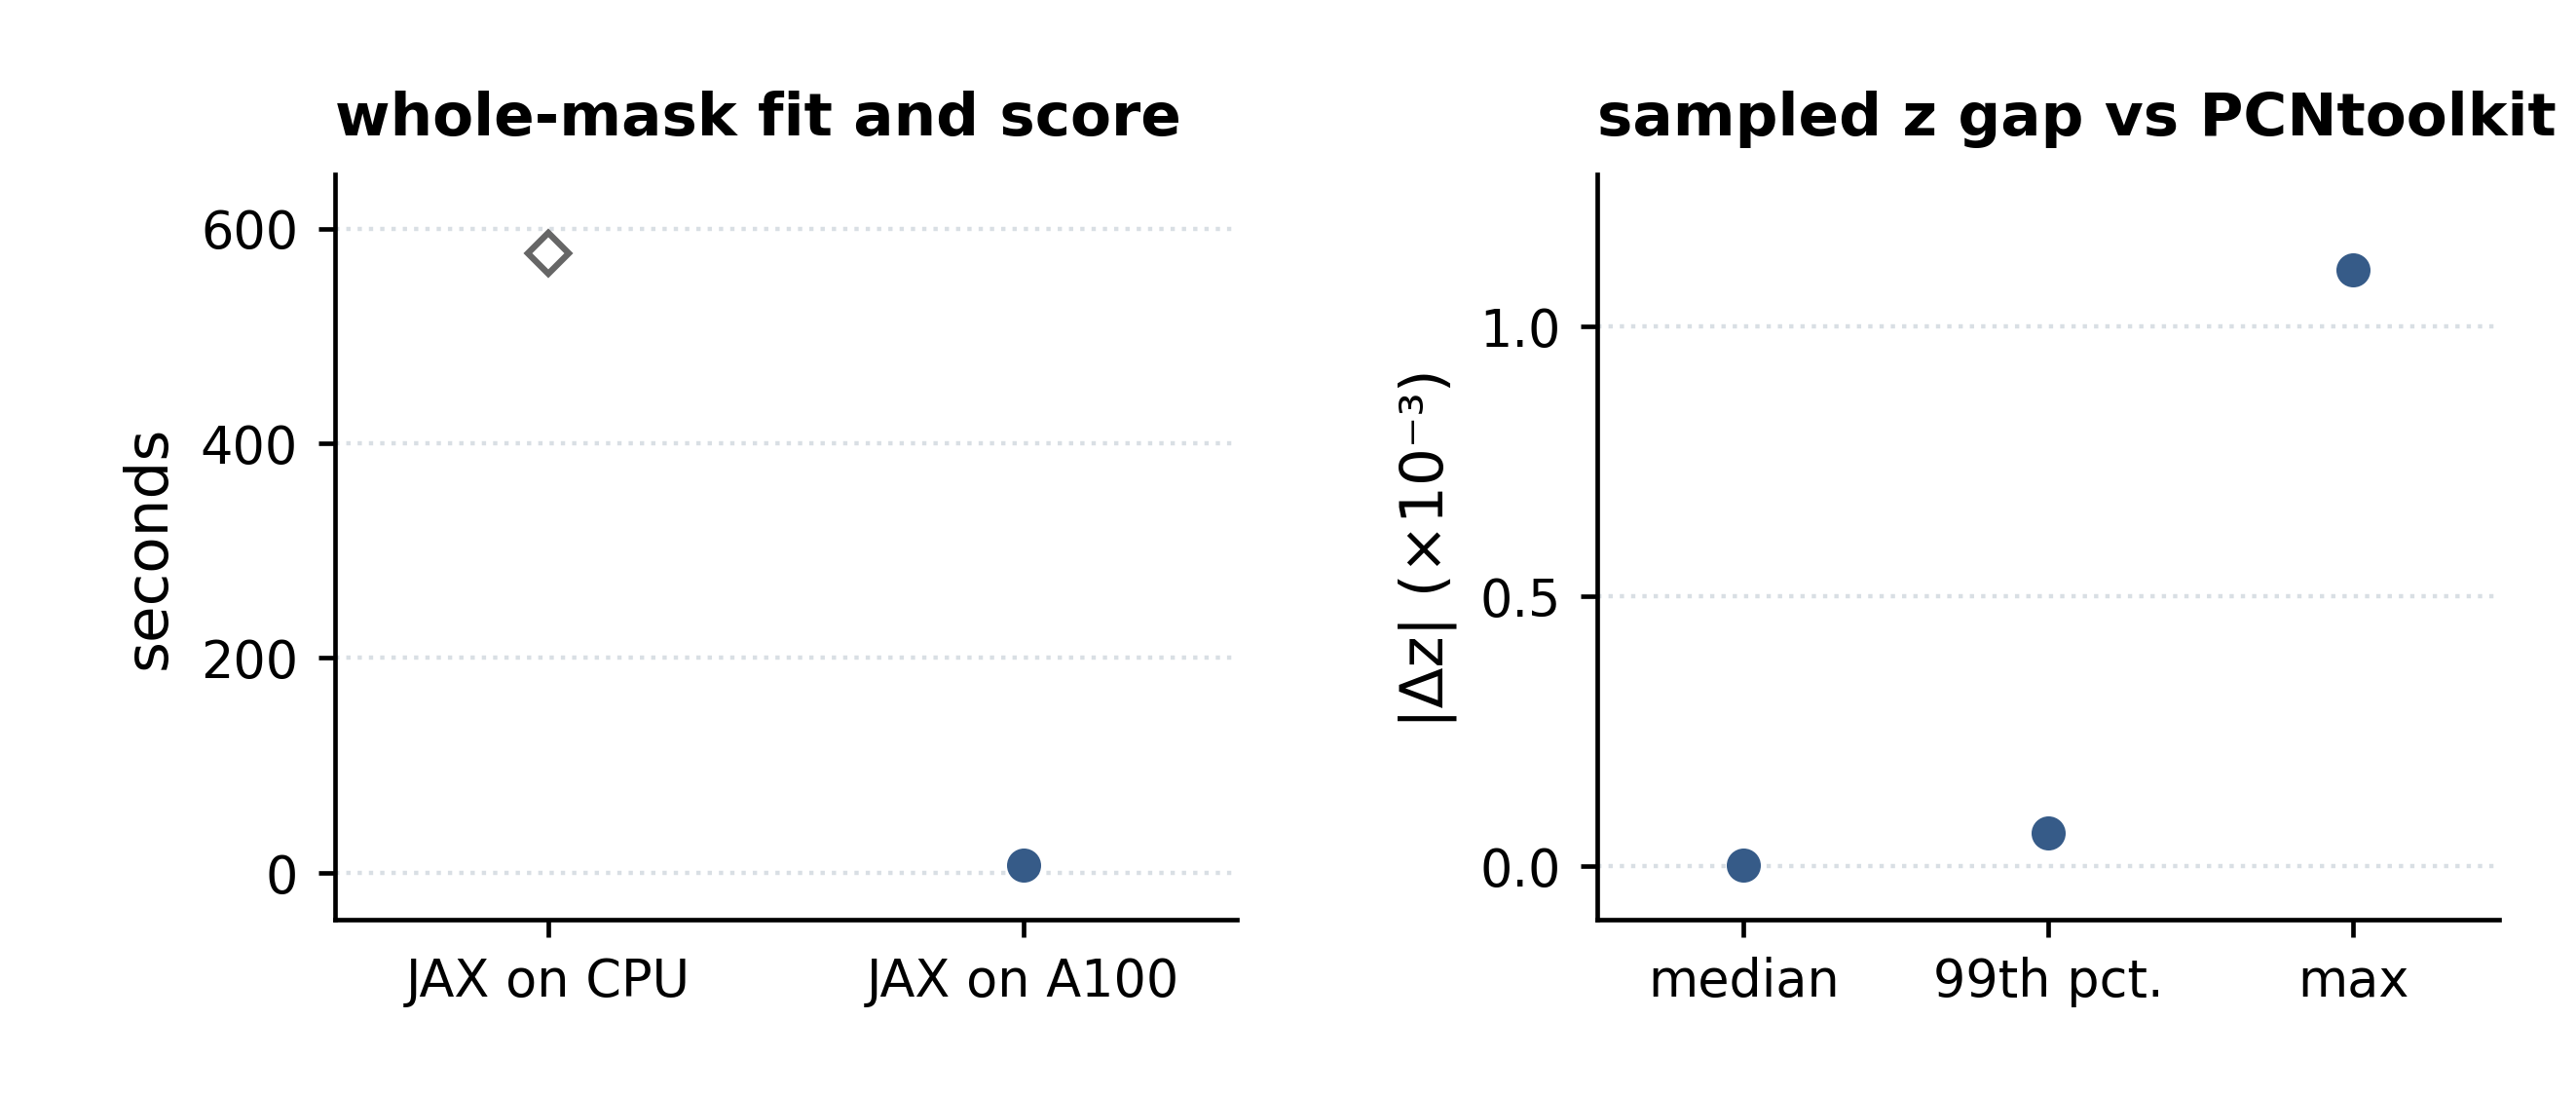 whole-mask fit and score
seconds
600
400
200
0
JAX on CPU
JAX on A100
sampled z gap vs PCNtoolkit
|Δz| (×10⁻³)
1.0
0.5
0.0
median
99th pct.
max